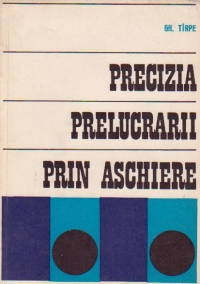 GH. TÎRPE
PRECIZIA
PRELUCRARII
PRIN ASCHIERE